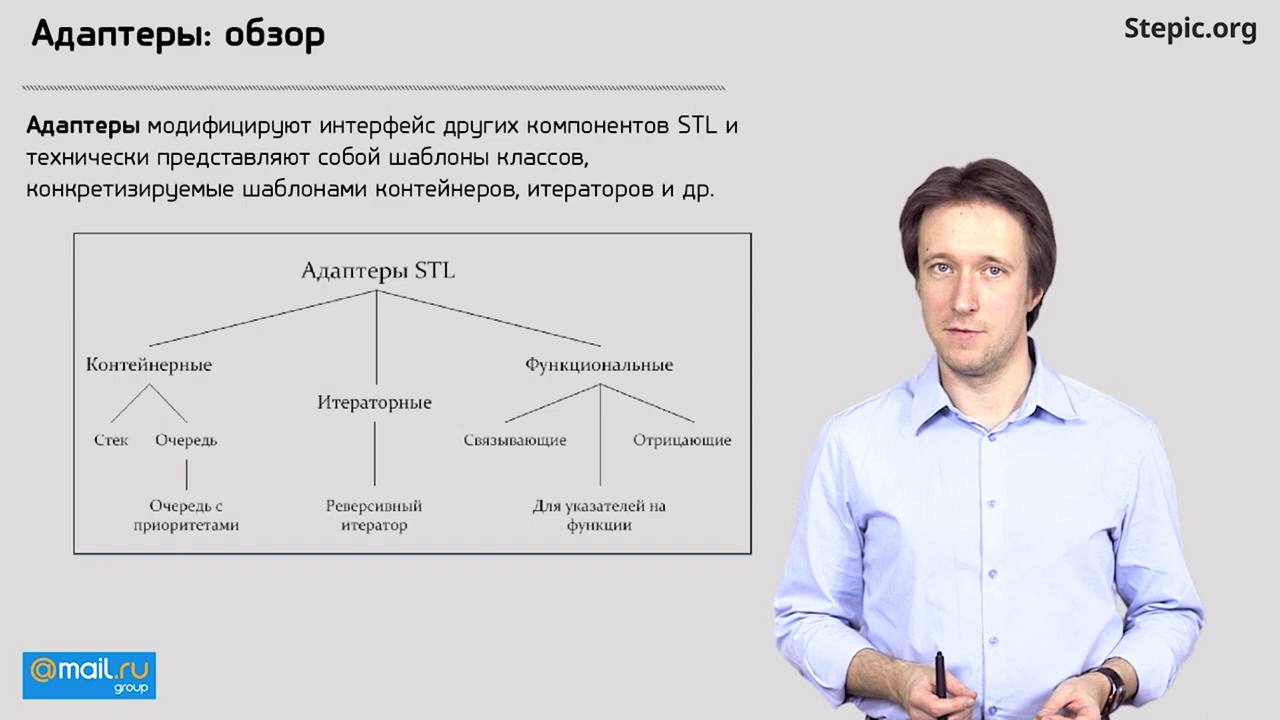 Адаптеры: обзор
Stepic.org
Адаптеры модифицируют интерфейс других компонентов STL и
технически представляют собой шаблоны классов,
конкретизируемые шаблонами контейнеров, итераторов и др.
Адаптеры STL
Контейнерные
Функциональные
Итераторные
Стек
Очередь
Связывающие
Отрицающие
Очередь с
приоритетами
Реверсивный
итератор
Для указателей на
функции
@mail.ru
group